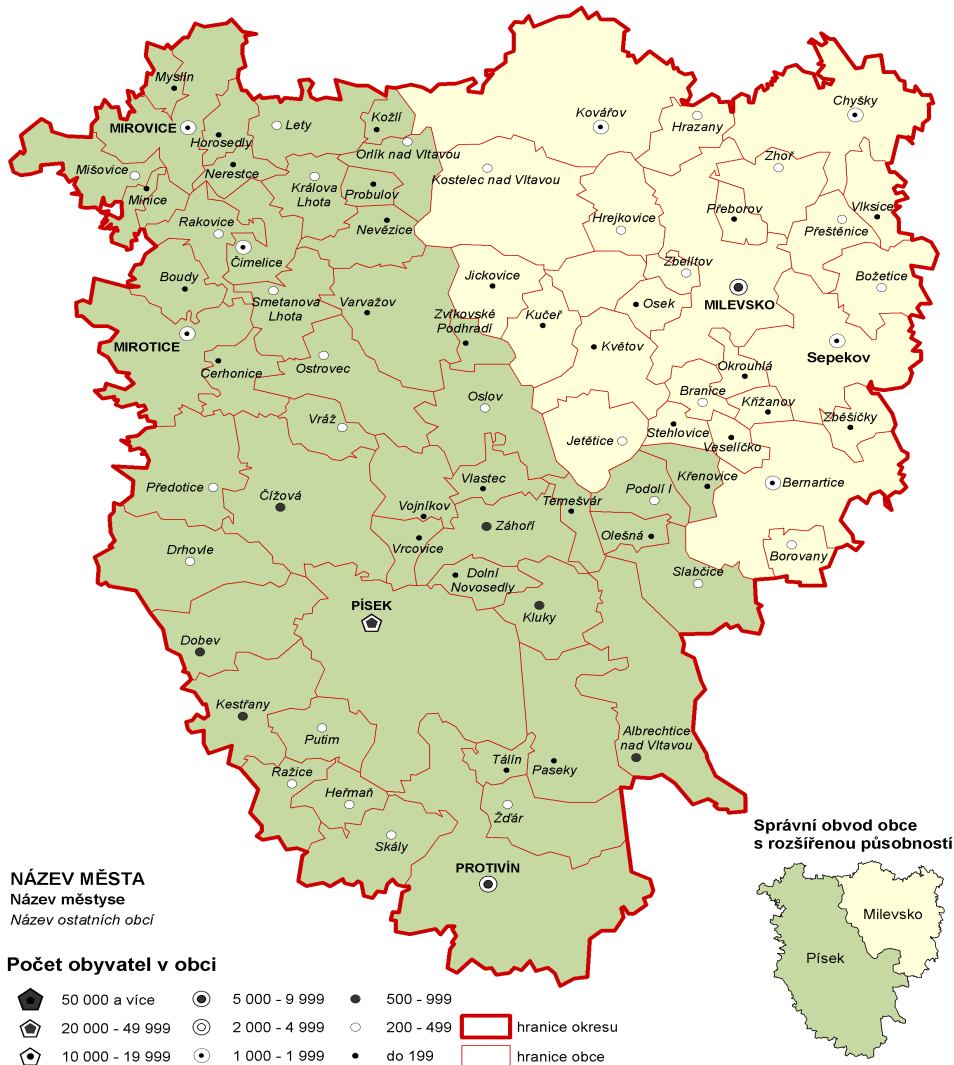 Myslín
MIROVICE
Horosedly
Lety
Kožlí
Orlík nad Vltavou
Kovářov
Hrazany
Chyšky
Mišovice
Minice
Nerestce
Králova
Lhota
Probulov
Kostelec nad Vltavou
Zhoř
Rakovice
Nevězice
Hrejkovice
Přeborov
Přeštěnice
Vlksice
Čimelice
Boudy
Smetanova
Lhota
Varvažov
Jickovice
Zbelítov
Božetice
Zvíkovské
Podhradí
Kučeř
Osek
MILEVSKO
MIROTICE
Cerhonice
Ostrovec
Květov
Sepekov
Okrouhlá
Oslov
Branice
Křižanov
Vráž
Jetětice
Stehlovice
Veselíčko
Zběšičky
Předotice
Čížová
Vlastec
Podolí I
Křenovice
Bernartice
Vojníkov
Temešvár
Záhoří
Vrcovice
Olešná
Borovany
Drhovle
Dolní
Novosedly
Slabčice
PÍSEK
Kluky
Dobev
Kestřany
Putim
Albrechtice
nad Vltavou
Tálín
Paseky
Ražice
Heřmaň
Žďár
Skály
PROTIVÍN
Správní obvod obce
s rozšířenou působností
Milevsko
Písek
NÁZEV MĚSTA
Název městyse
Název ostatních obcí
Počet obyvatel v obci
50 000 a více
5 000 - 9 999
500 - 999
20 000 - 49 999
2 000 - 4 999
200 - 499
hranice okresu
10 000 - 19 999
1 000 - 1 999
do 199
hranice obce